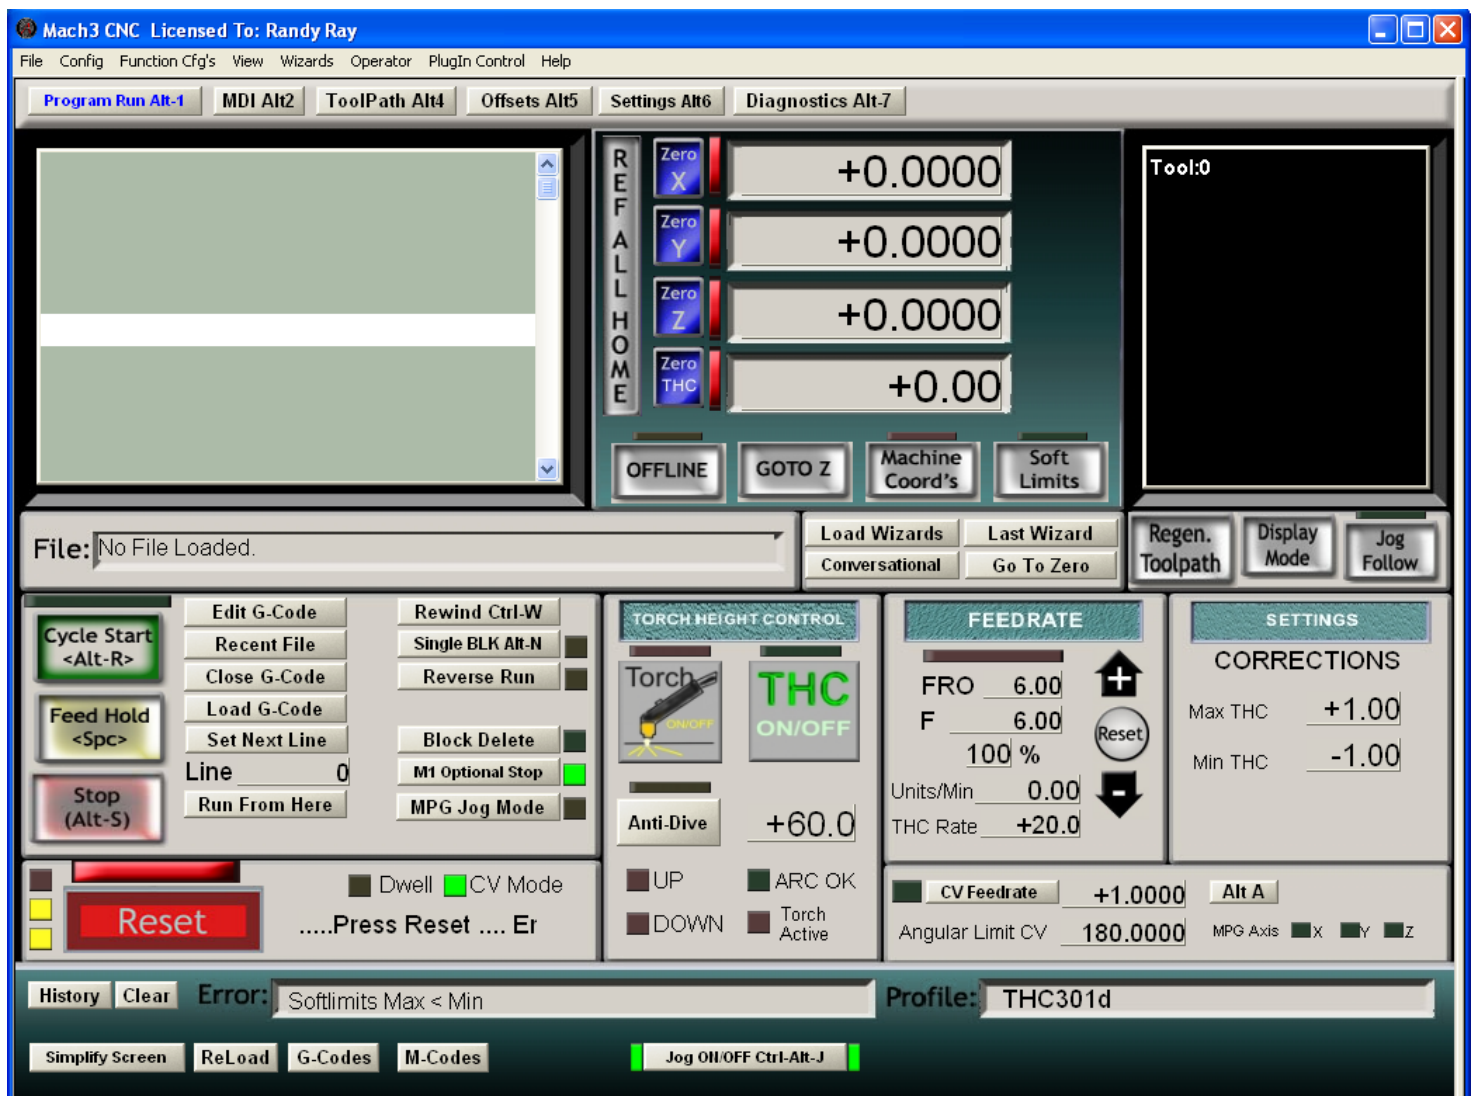 Mach3 CNC  Licensed To: Randy Ray
File Config Function Cfg's View Wizards Operator PlugIn Control Help
Program Run Alt-1 MDI Alt2 ToolPath Alt4 Offsets Alt5 Settings Alt6 Diagnostics Alt-7
REF ALL HOME
Zero X +0.0000
Zero Y +0.0000
Zero Z +0.0000
Zero THC +0.00
OFFLINE GOTO Z Machine Coord's Soft Limits
Tool:0
File: No File Loaded.
Load Wizards Last Wizard
Conversational Go To Zero
Regen. Toolpath Display Mode Jog Follow
Cycle Start <Alt-R>
Feed Hold <Spc>
Stop (Alt-S)
Edit G-Code
Recent File
Close G-Code
Load G-Code
Set Next Line
Line 0
Run From Here
Rewind Ctrl-W
Single BLK Alt-N
Reverse Run
Block Delete
M1 Optional Stop
MPG Jog Mode
TORCH HEIGHT CONTROL
Torch ON/OFF
THC ON/OFF
Anti-Dive +60.0
UP ARC OK
DOWN Torch Active
FEEDRATE
FRO 6.00
F 6.00
100 %
Reset
Units/Min 0.00
THC Rate +20.0
SETTINGS
CORRECTIONS
Max THC +1.00
Min THC -1.00
Reset
Dwell CV Mode
.....Press Reset .... Er
CV Feedrate +1.0000 Alt A
Angular Limit CV 180.0000 MPG Axis X Y Z
History Clear Error: Softlimits Max < Min
Profile: THC301d
Simplify Screen ReLoad G-Codes M-Codes Jog ON/OFF Ctrl-Alt-J